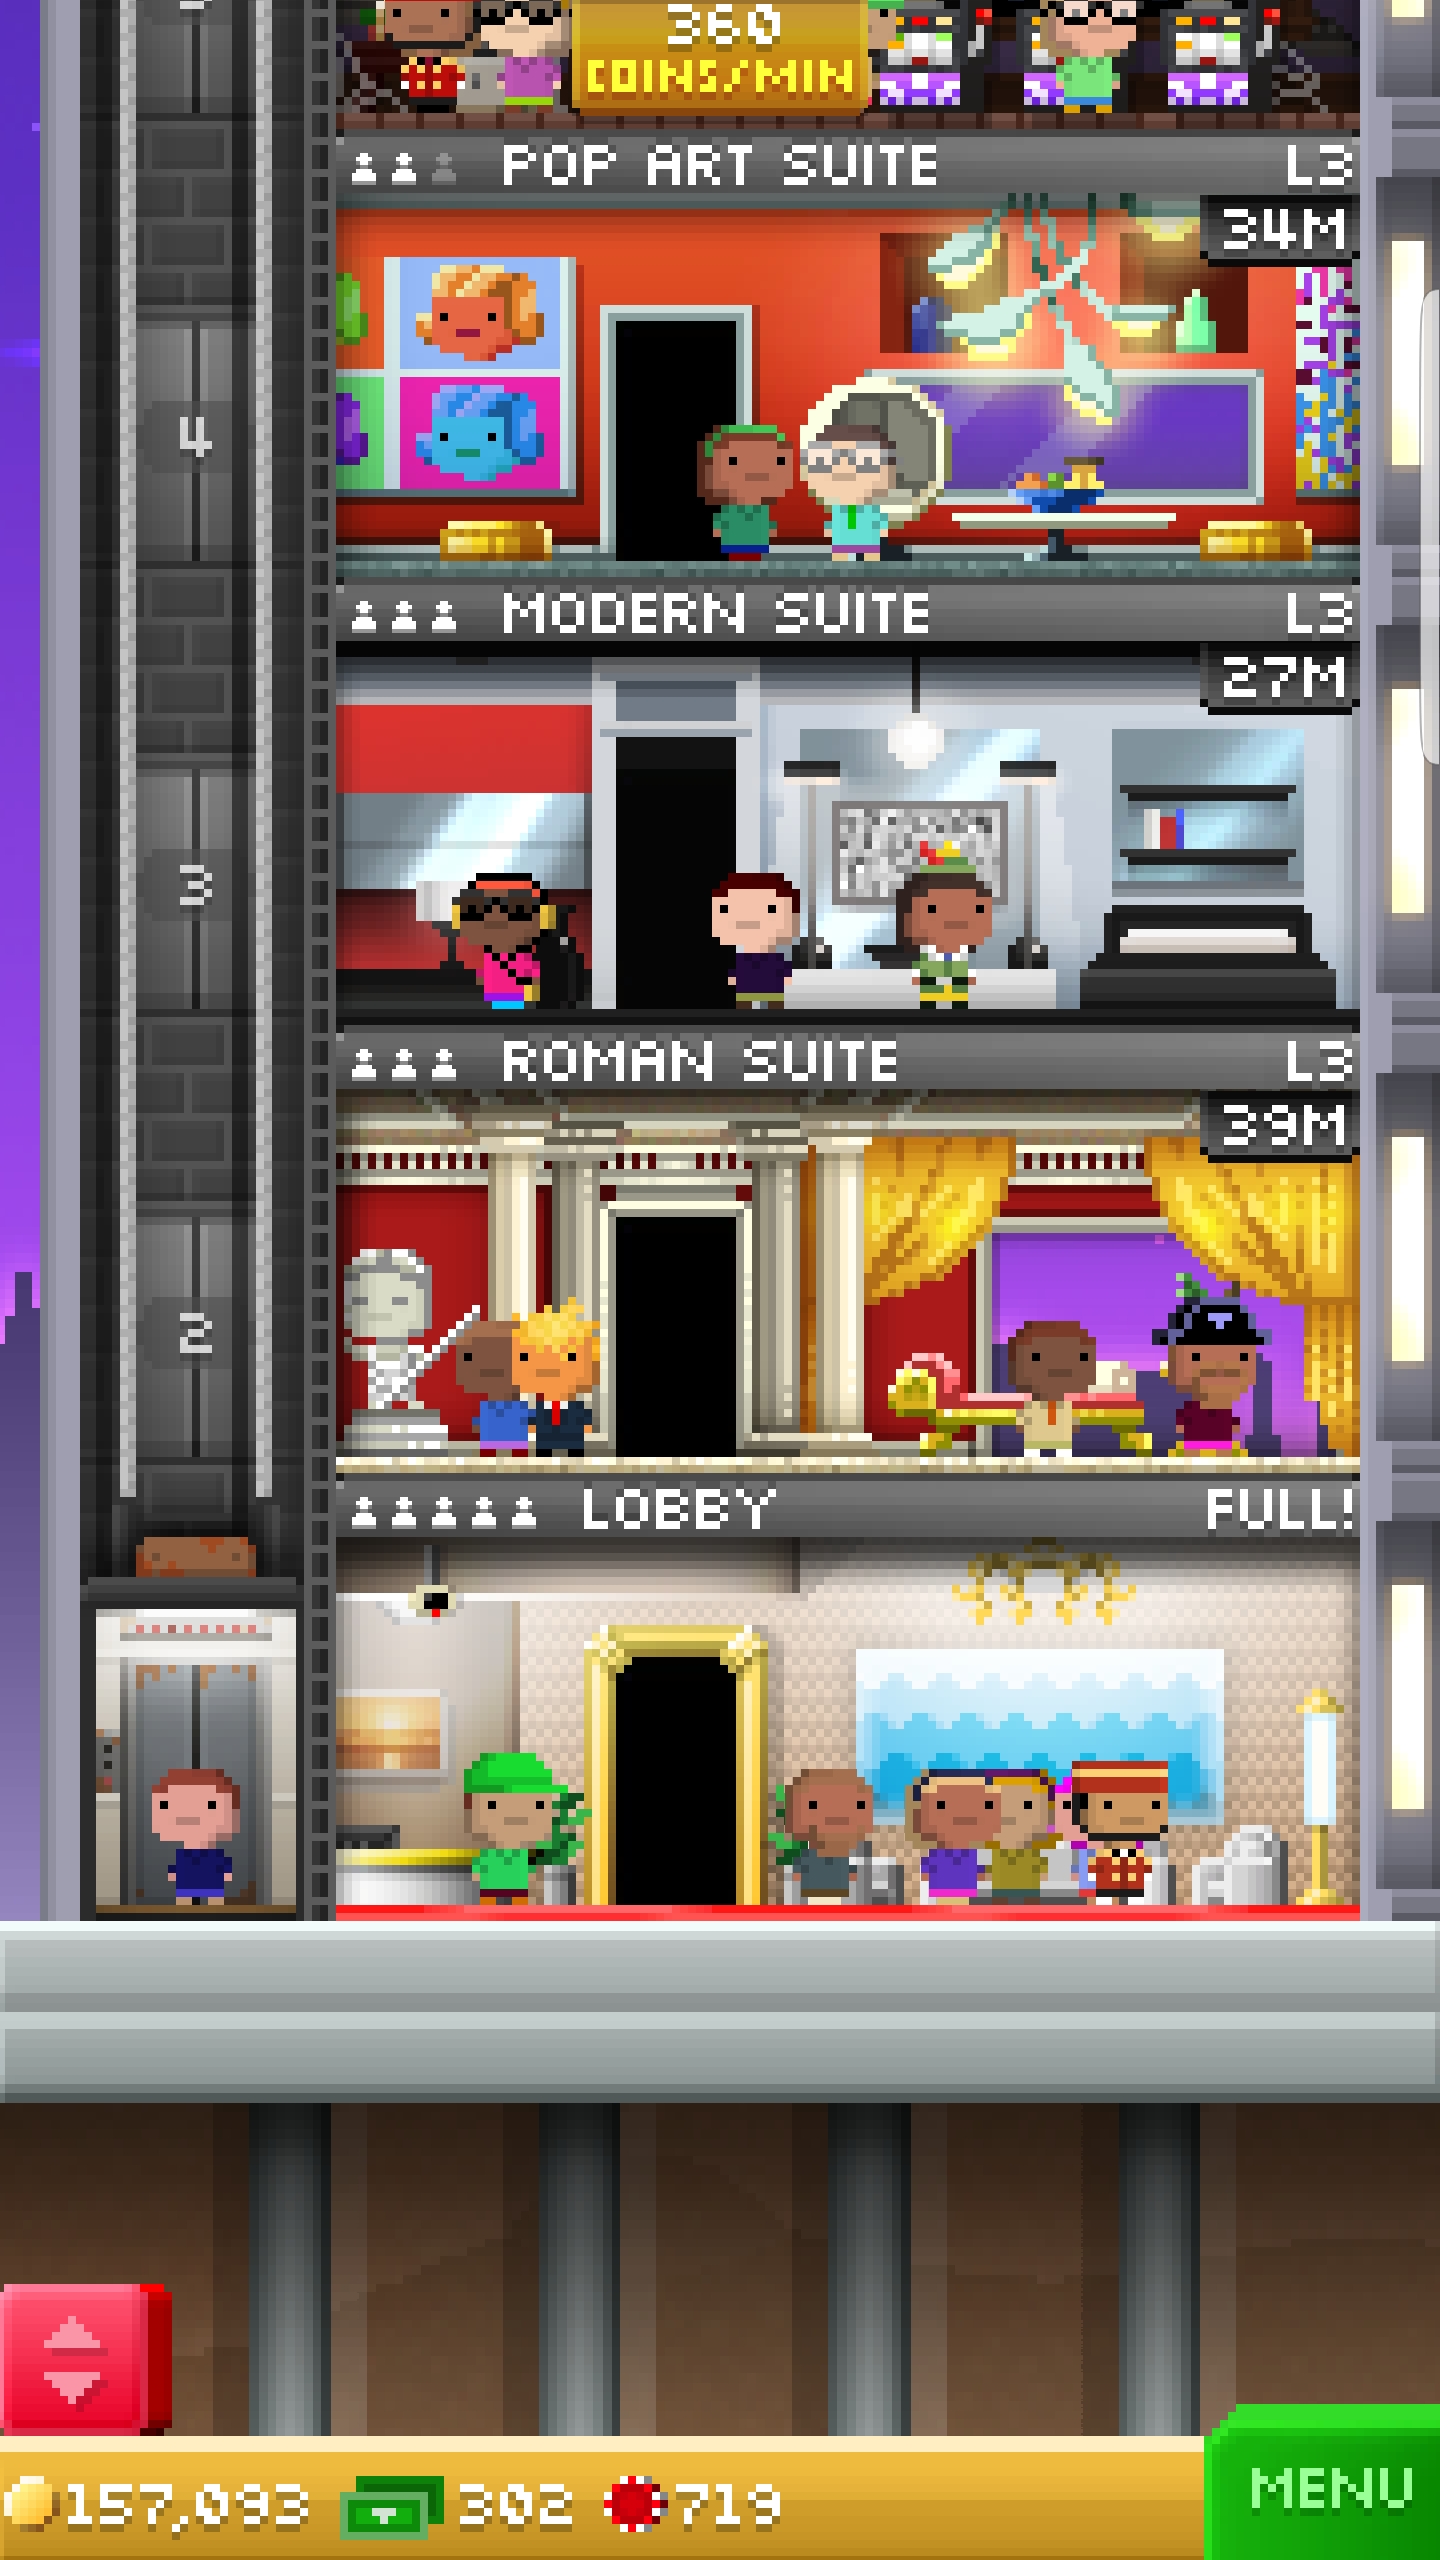 360
COINS/MIN
POP ART SUITE L3
34M
4
MODERN SUITE L3
27M
3
ROMAN SUITE L3
39M
2
LOBBY FULL!
157,093 302 719
MENU